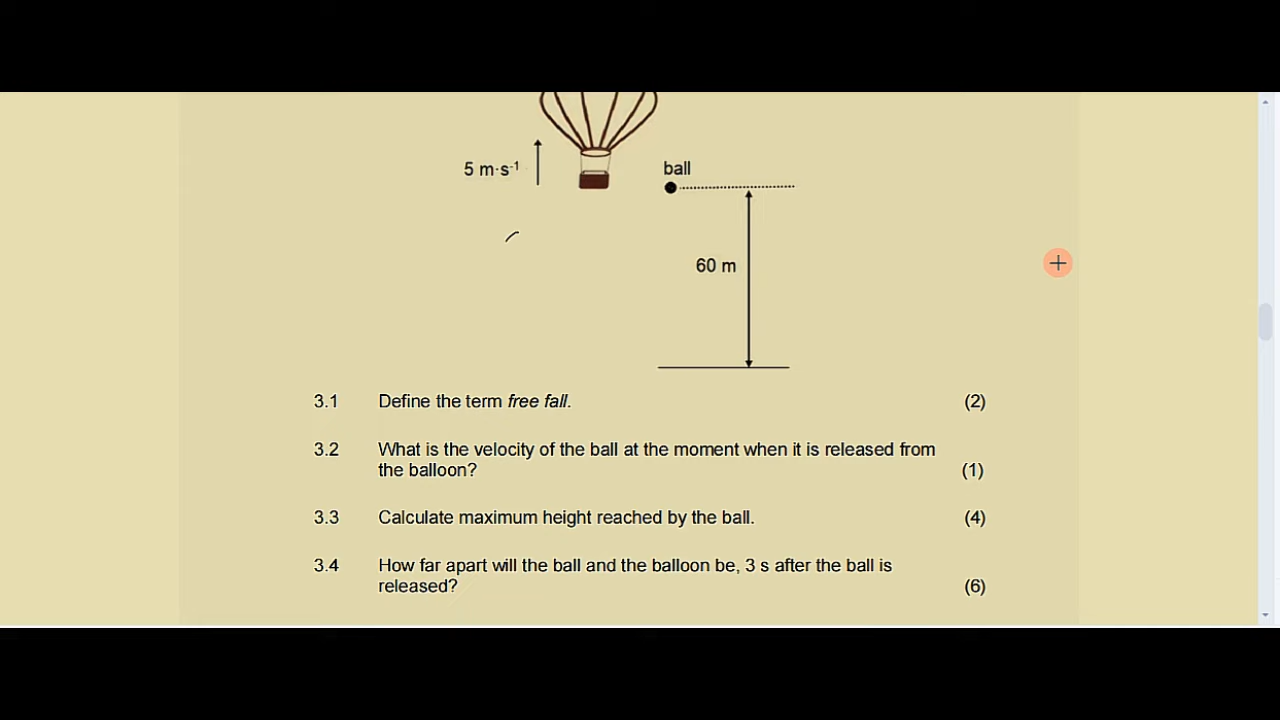 5 m·s⁻¹
ball
60 m
3.1 Define the term free fall. (2)
3.2 What is the velocity of the ball at the moment when it is released from
the balloon? (1)
3.3 Calculate maximum height reached by the ball. (4)
3.4 How far apart will the ball and the balloon be, 3 s after the ball is
released? (6)